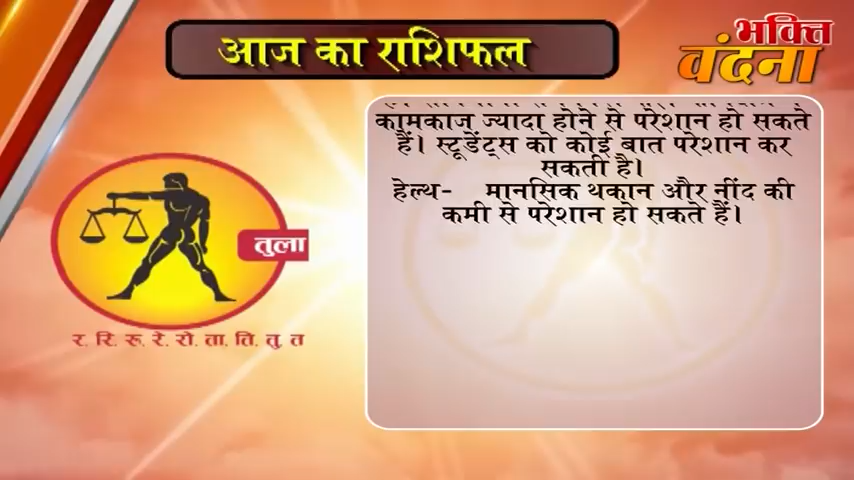 आज का राशिफल
भक्ति
वंदना
कामकाज ज्यादा होने से परेशान हो सकते
हैं। स्टूडेंट्स को कोई बात परेशान कर
सकती है।
हेल्थ- मानसिक थकान और नींद की
कमी से परेशान हो सकते हैं।
तुला
र. रि. रू. रे. रो. ता. ति. तु. त